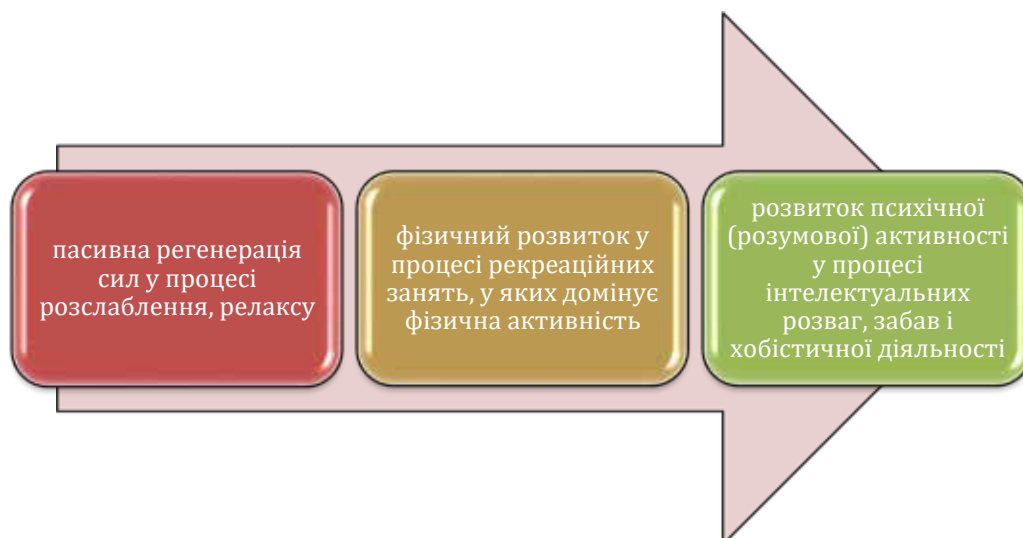 пасивна регенерація
сил у процесі
розслаблення, релаксу
фізичний розвиток у
процесі рекреаційних
занять, у яких домінує
фізична активність
розвиток психічної
(розумової) активності
у процесі
інтелектуальних
розваг, забав і
хобістичної діяльності